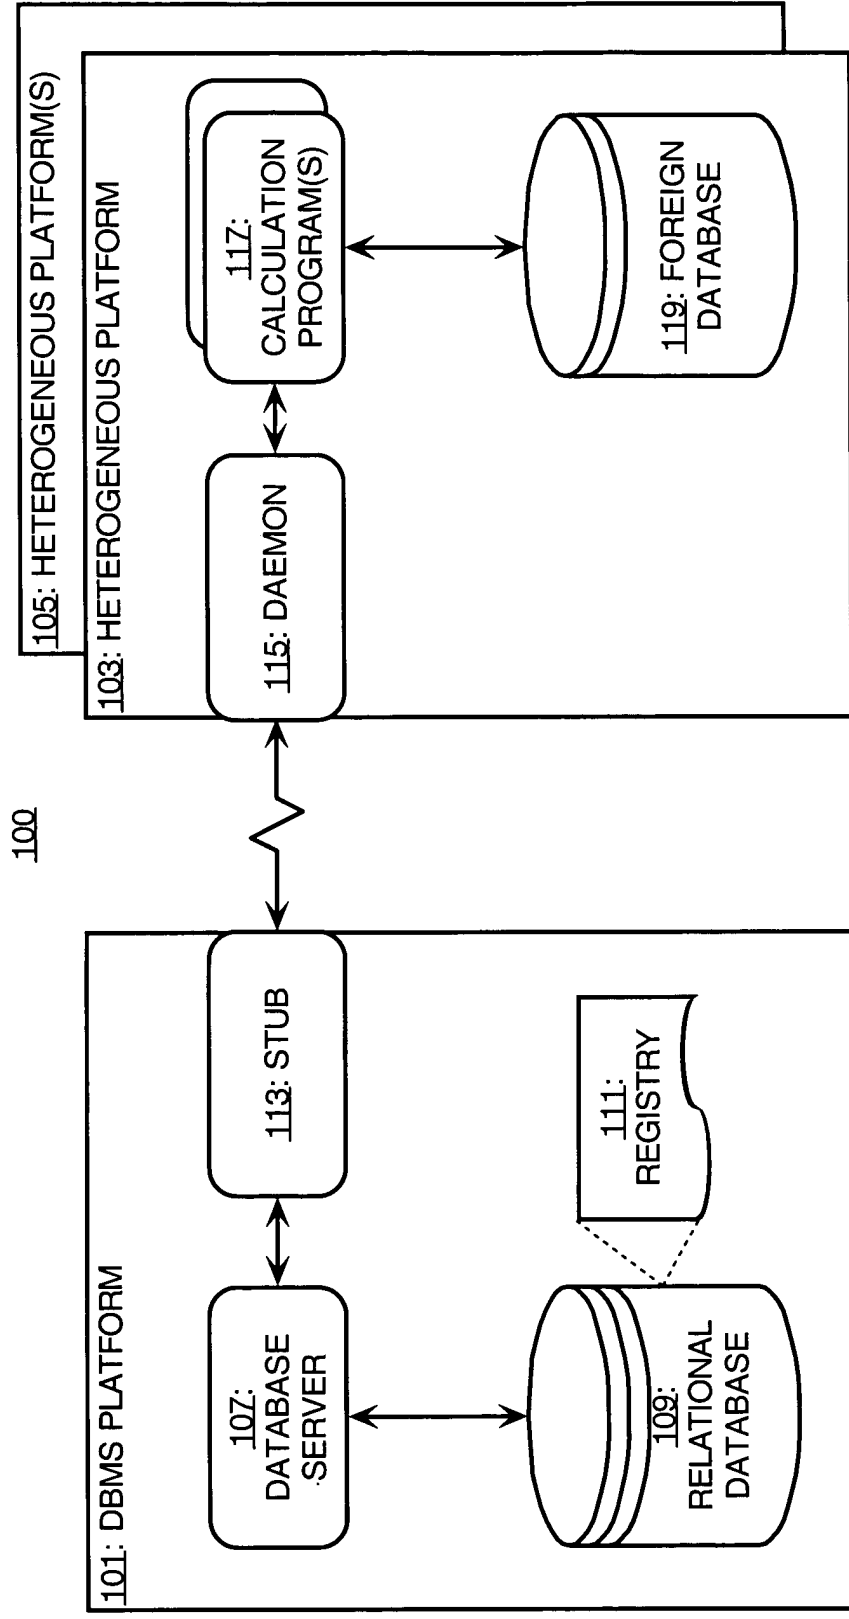 100
101: DBMS PLATFORM
107:
DATABASE
SERVER
113: STUB
109:
RELATIONAL
DATABASE
111:
REGISTRY
105: HETEROGENEOUS PLATFORM(S)
103: HETEROGENEOUS PLATFORM
115: DAEMON
117:
CALCULATION
PROGRAM(S)
119: FOREIGN
DATABASE